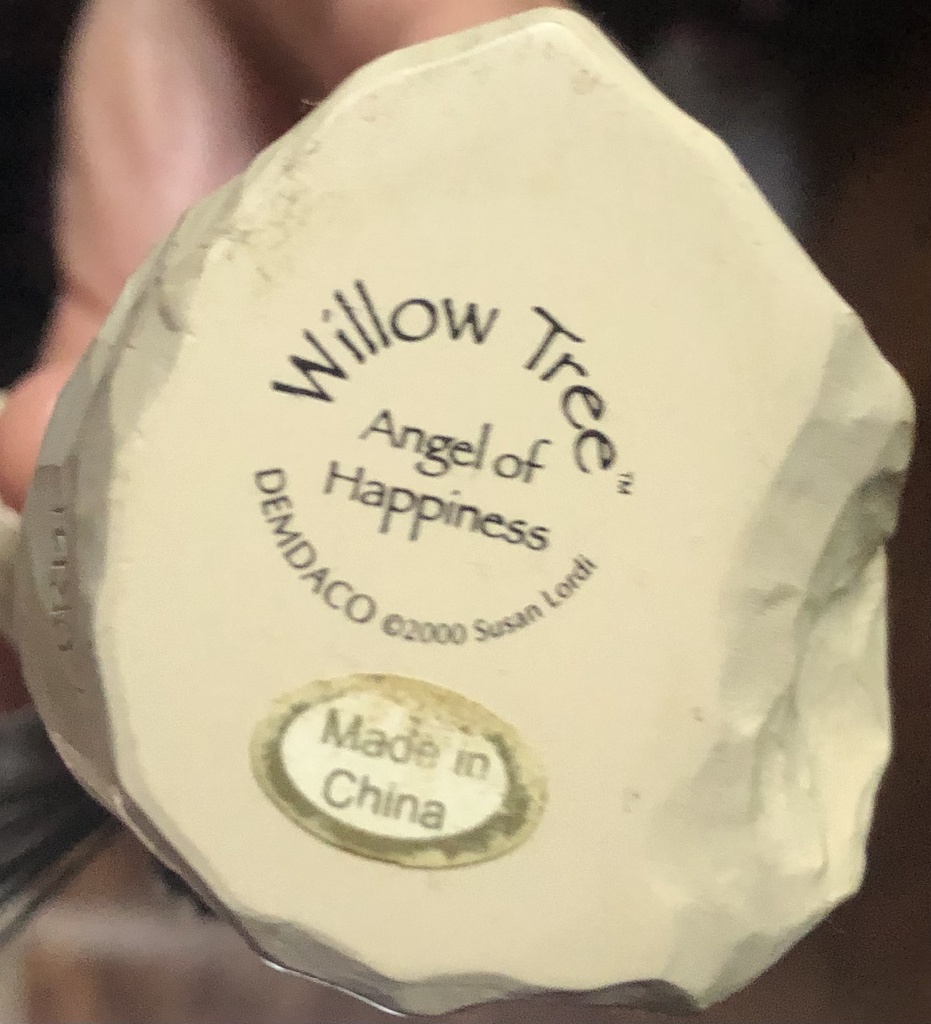 Willow Tree™
Angel of
Happiness
DEMDACO ©2000 Susan Lordi
Made in
China